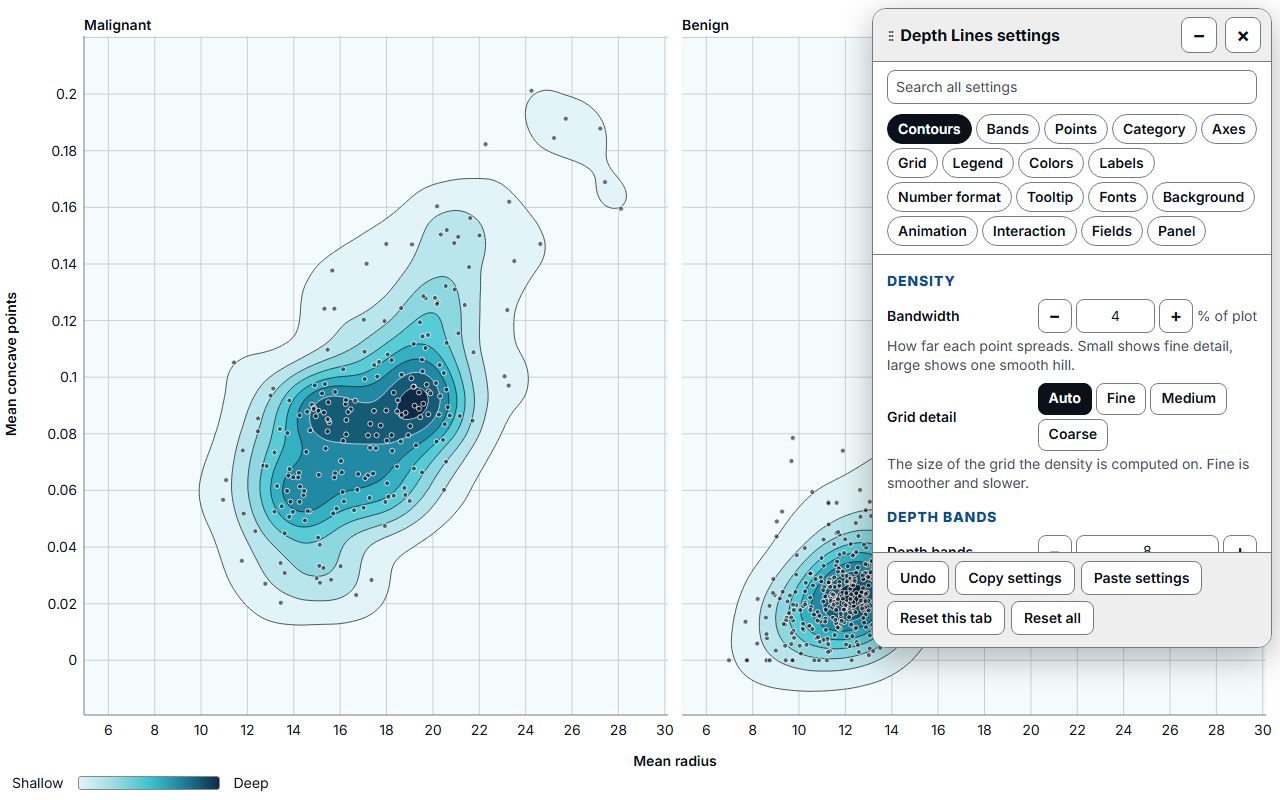 Malignant
Benign
Mean concave points
0.2
0.18
0.16
0.14
0.12
0.1
0.08
0.06
0.04
0.02
0
6 8 10 12 14 16 18 20 22 24 26 28 30
6 8 10 12 14 16 18 20 22 24 26 28 30
Mean radius
Shallow Deep
Depth Lines settings
Search all settings
Contours Bands Points Category Axes
Grid Legend Colors Labels
Number format Tooltip Fonts Background
Animation Interaction Fields Panel
DENSITY
Bandwidth − 4 + % of plot
How far each point spreads. Small shows fine detail,
large shows one smooth hill.
Auto Fine Medium
Grid detail
Coarse
The size of the grid the density is computed on. Fine is
smoother and slower.
DEPTH BANDS
Depth bands − 8 +
Undo Copy settings Paste settings
Reset this tab Reset all